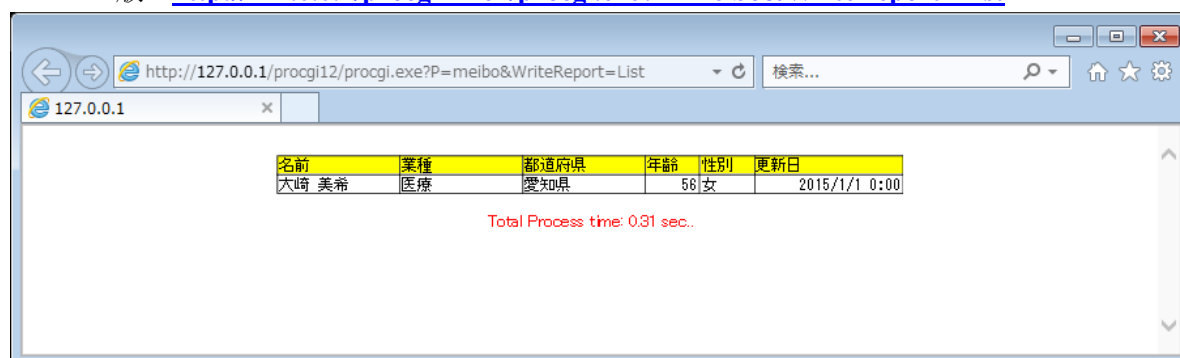 http://127.0.0.1/procgi12/procgi.exe?P=meibo&WriteReport=List 検索...
127.0.0.1
名前 業種 都道府県 年齢 性別 更新日
大崎 美希 医療 愛知県 56 女 2015/1/1 0:00
Total Process time: 0.31 sec..